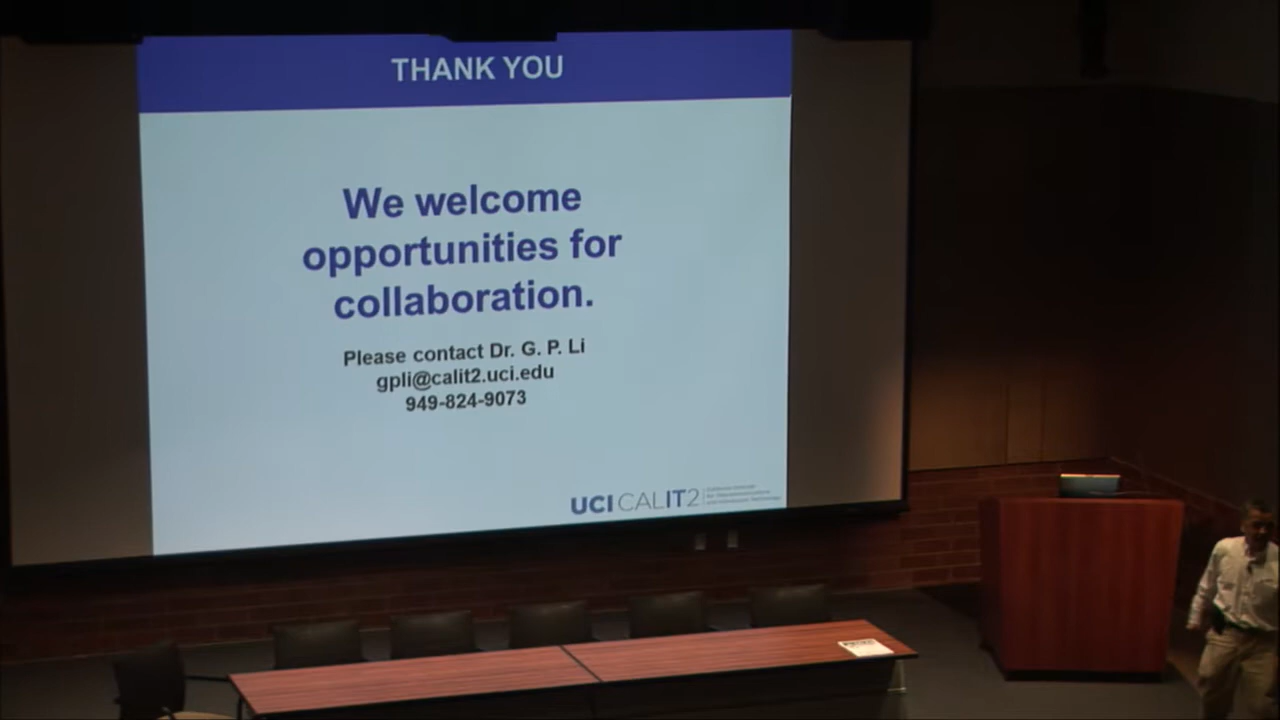 THANK YOU
We welcome
opportunities for
collaboration.
Please contact Dr. G. P. Li
gpli@calit2.uci.edu
949-824-9073
UCI CALIT2